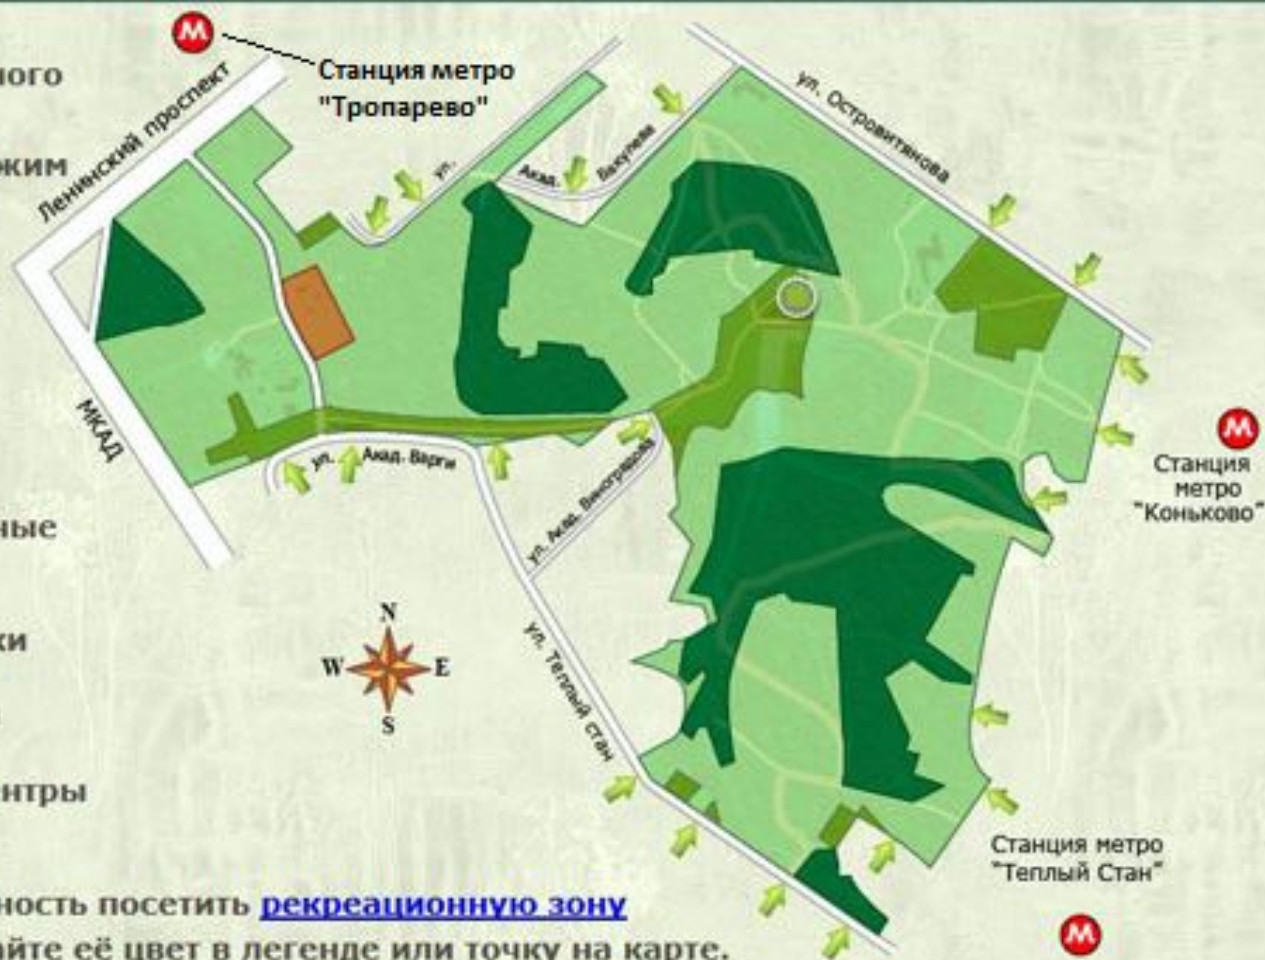 М
Станция метро
"Тропарево"
ного
Ленинский проспект
жим
ул.
Акад. Бакулева
ул. Островитянова
МКАД
ул. Акад. Варги
ул. Акад. Виноградова
М
Станция
метро
"Коньково"
ные
N
W E
S
ки
ул. Теплый стан
ентры
Станция метро
"Теплый Стан"
М
ность посетить рекреационную зону
айте её цвет в легенде или точку на карте.